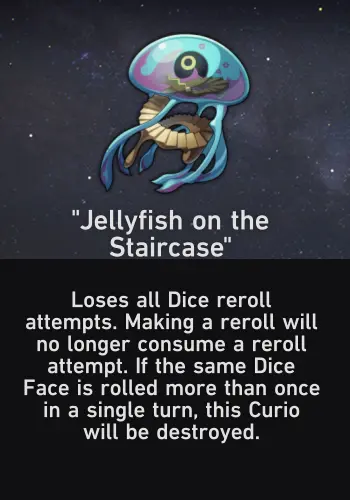 "Jellyfish on the
Staircase"
Loses all Dice reroll
attempts. Making a reroll will
no longer consume a reroll
attempt. If the same Dice
Face is rolled more than once
in a single turn, this Curio
will be destroyed.